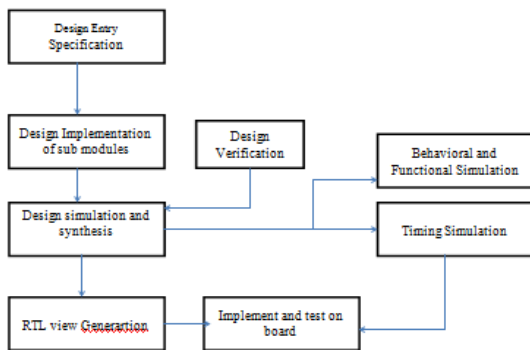 Design Entry
Specification
Design Implementation
of sub modules
Design
Verification
Behavioral and
Functional Simulation
Design simulation and
synthesis
Timing Simulation
RTL view Generartion
Implement and test on
board